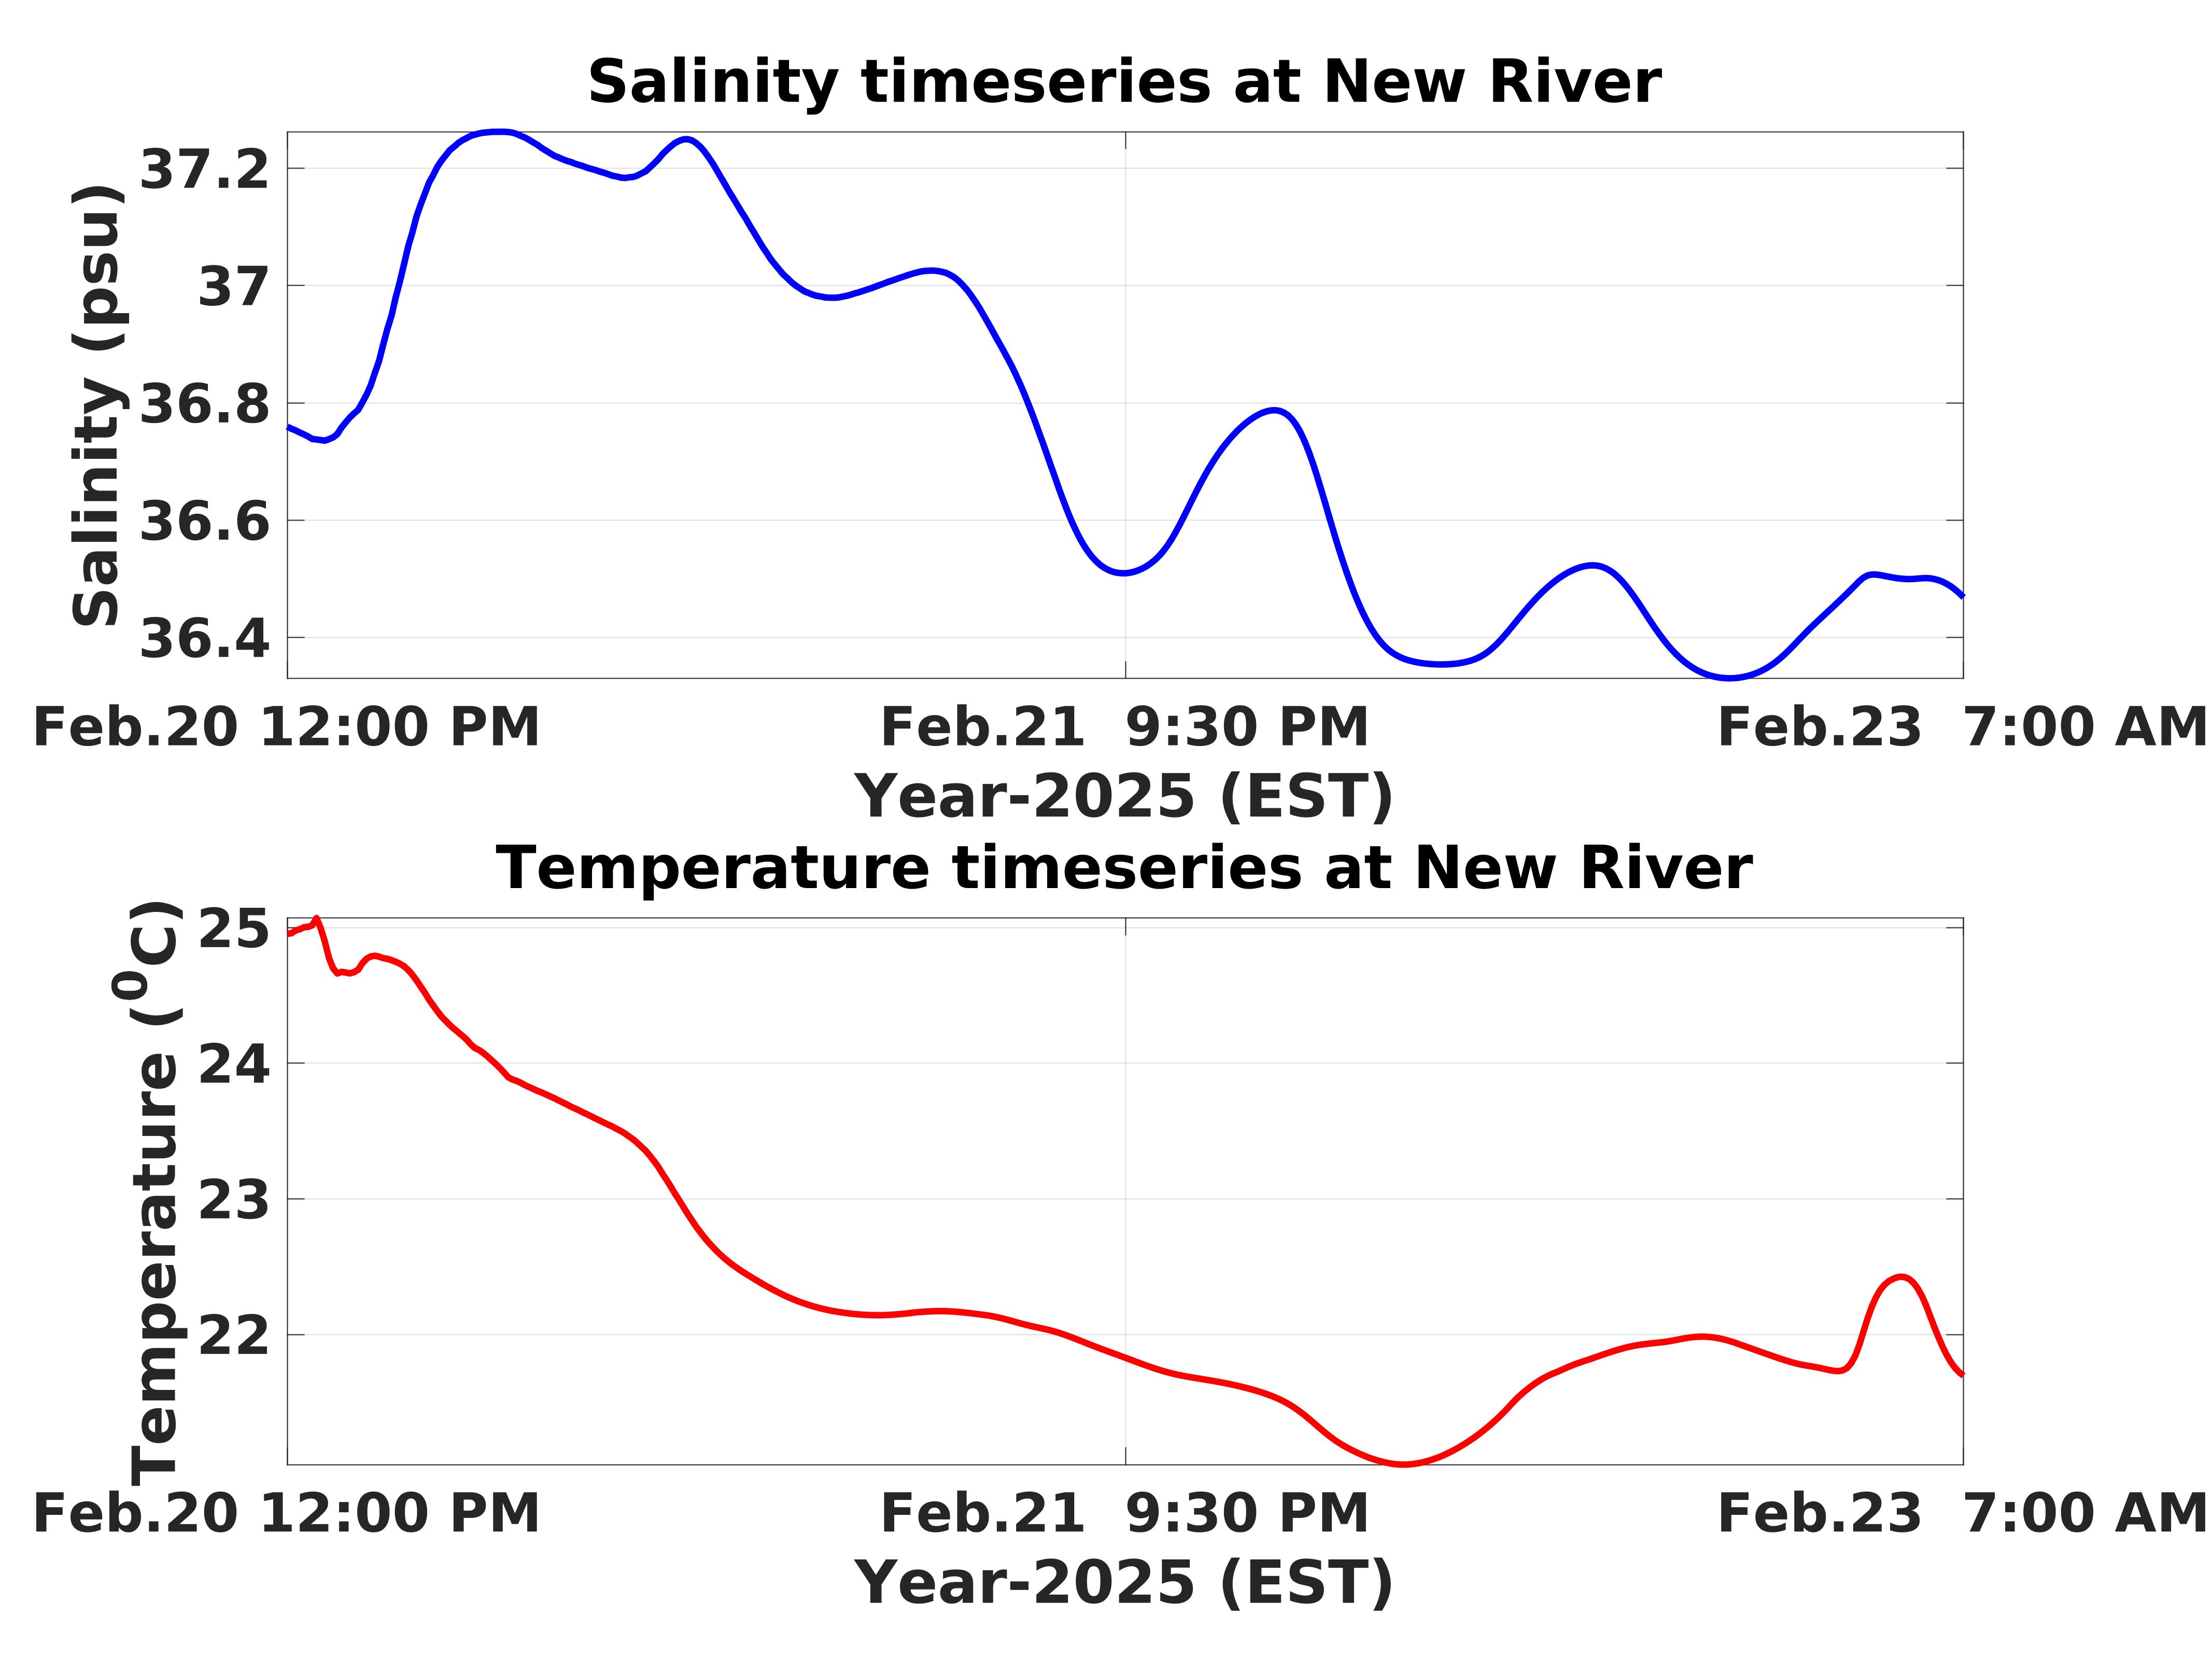 Salinity timeseries at New River
Salinity (psu)
37.2
37
36.8
36.6
36.4
Feb.20 12:00 PM
Feb.21  9:30 PM
Feb.23  7:00 AM
Year-2025 (EST)
Temperature timeseries at New River
Temperature (⁰C)
25
24
23
22
Feb.20 12:00 PM
Feb.21  9:30 PM
Feb.23  7:00 AM
Year-2025 (EST)